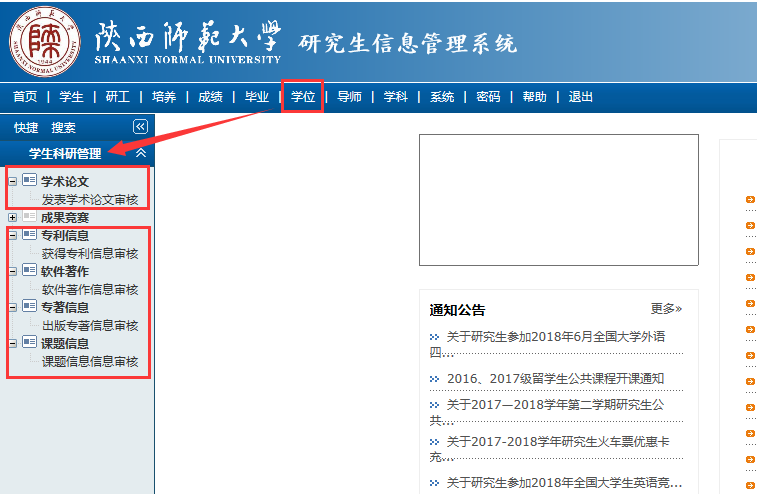 陕西师范大学
SHAANXI NORMAL UNIVERSITY
研究生信息管理系统
陕西师范大学
1944
SHAANXI NORMAL UNIVERSITY
首页 | 学生 | 研工 | 培养 | 成绩 | 毕业 | 学位 | 导师 | 学科 | 系统 | 密码 | 帮助 | 退出
快捷 搜索
学生科研管理
学术论文
发表学术论文审核
成果竞赛
专利信息
获得专利信息审核
软件著作
软件著作信息审核
专著信息
出版专著信息审核
课题信息
课题信息信息审核
通知公告 更多»
关于研究生参加2018年6月全国大学外语
四...
2016、2017级留学生公共课程开课通知
关于2017—2018学年第二学期研究生公
共...
关于2017-2018学年研究生火车票优惠卡
充...
关于研究生参加2018年全国大学生英语竞...